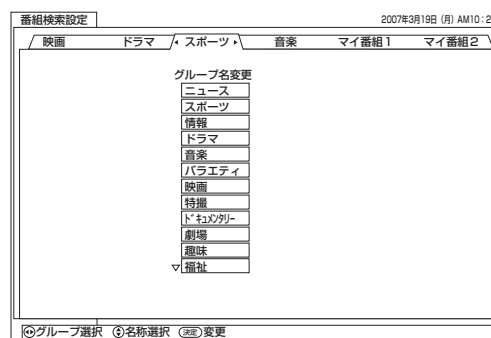 番組検索設定 2007年3月19日 (月) AM10：2
映画 ドラマ スポーツ 音楽 マイ番組1 マイ番組2
グループ名変更
ニュース
スポーツ
情報
ドラマ
音楽
バラエティ
映画
特撮
ドキュメンタリー
劇場
趣味
福祉
グループ選択 名称選択 決定 変更